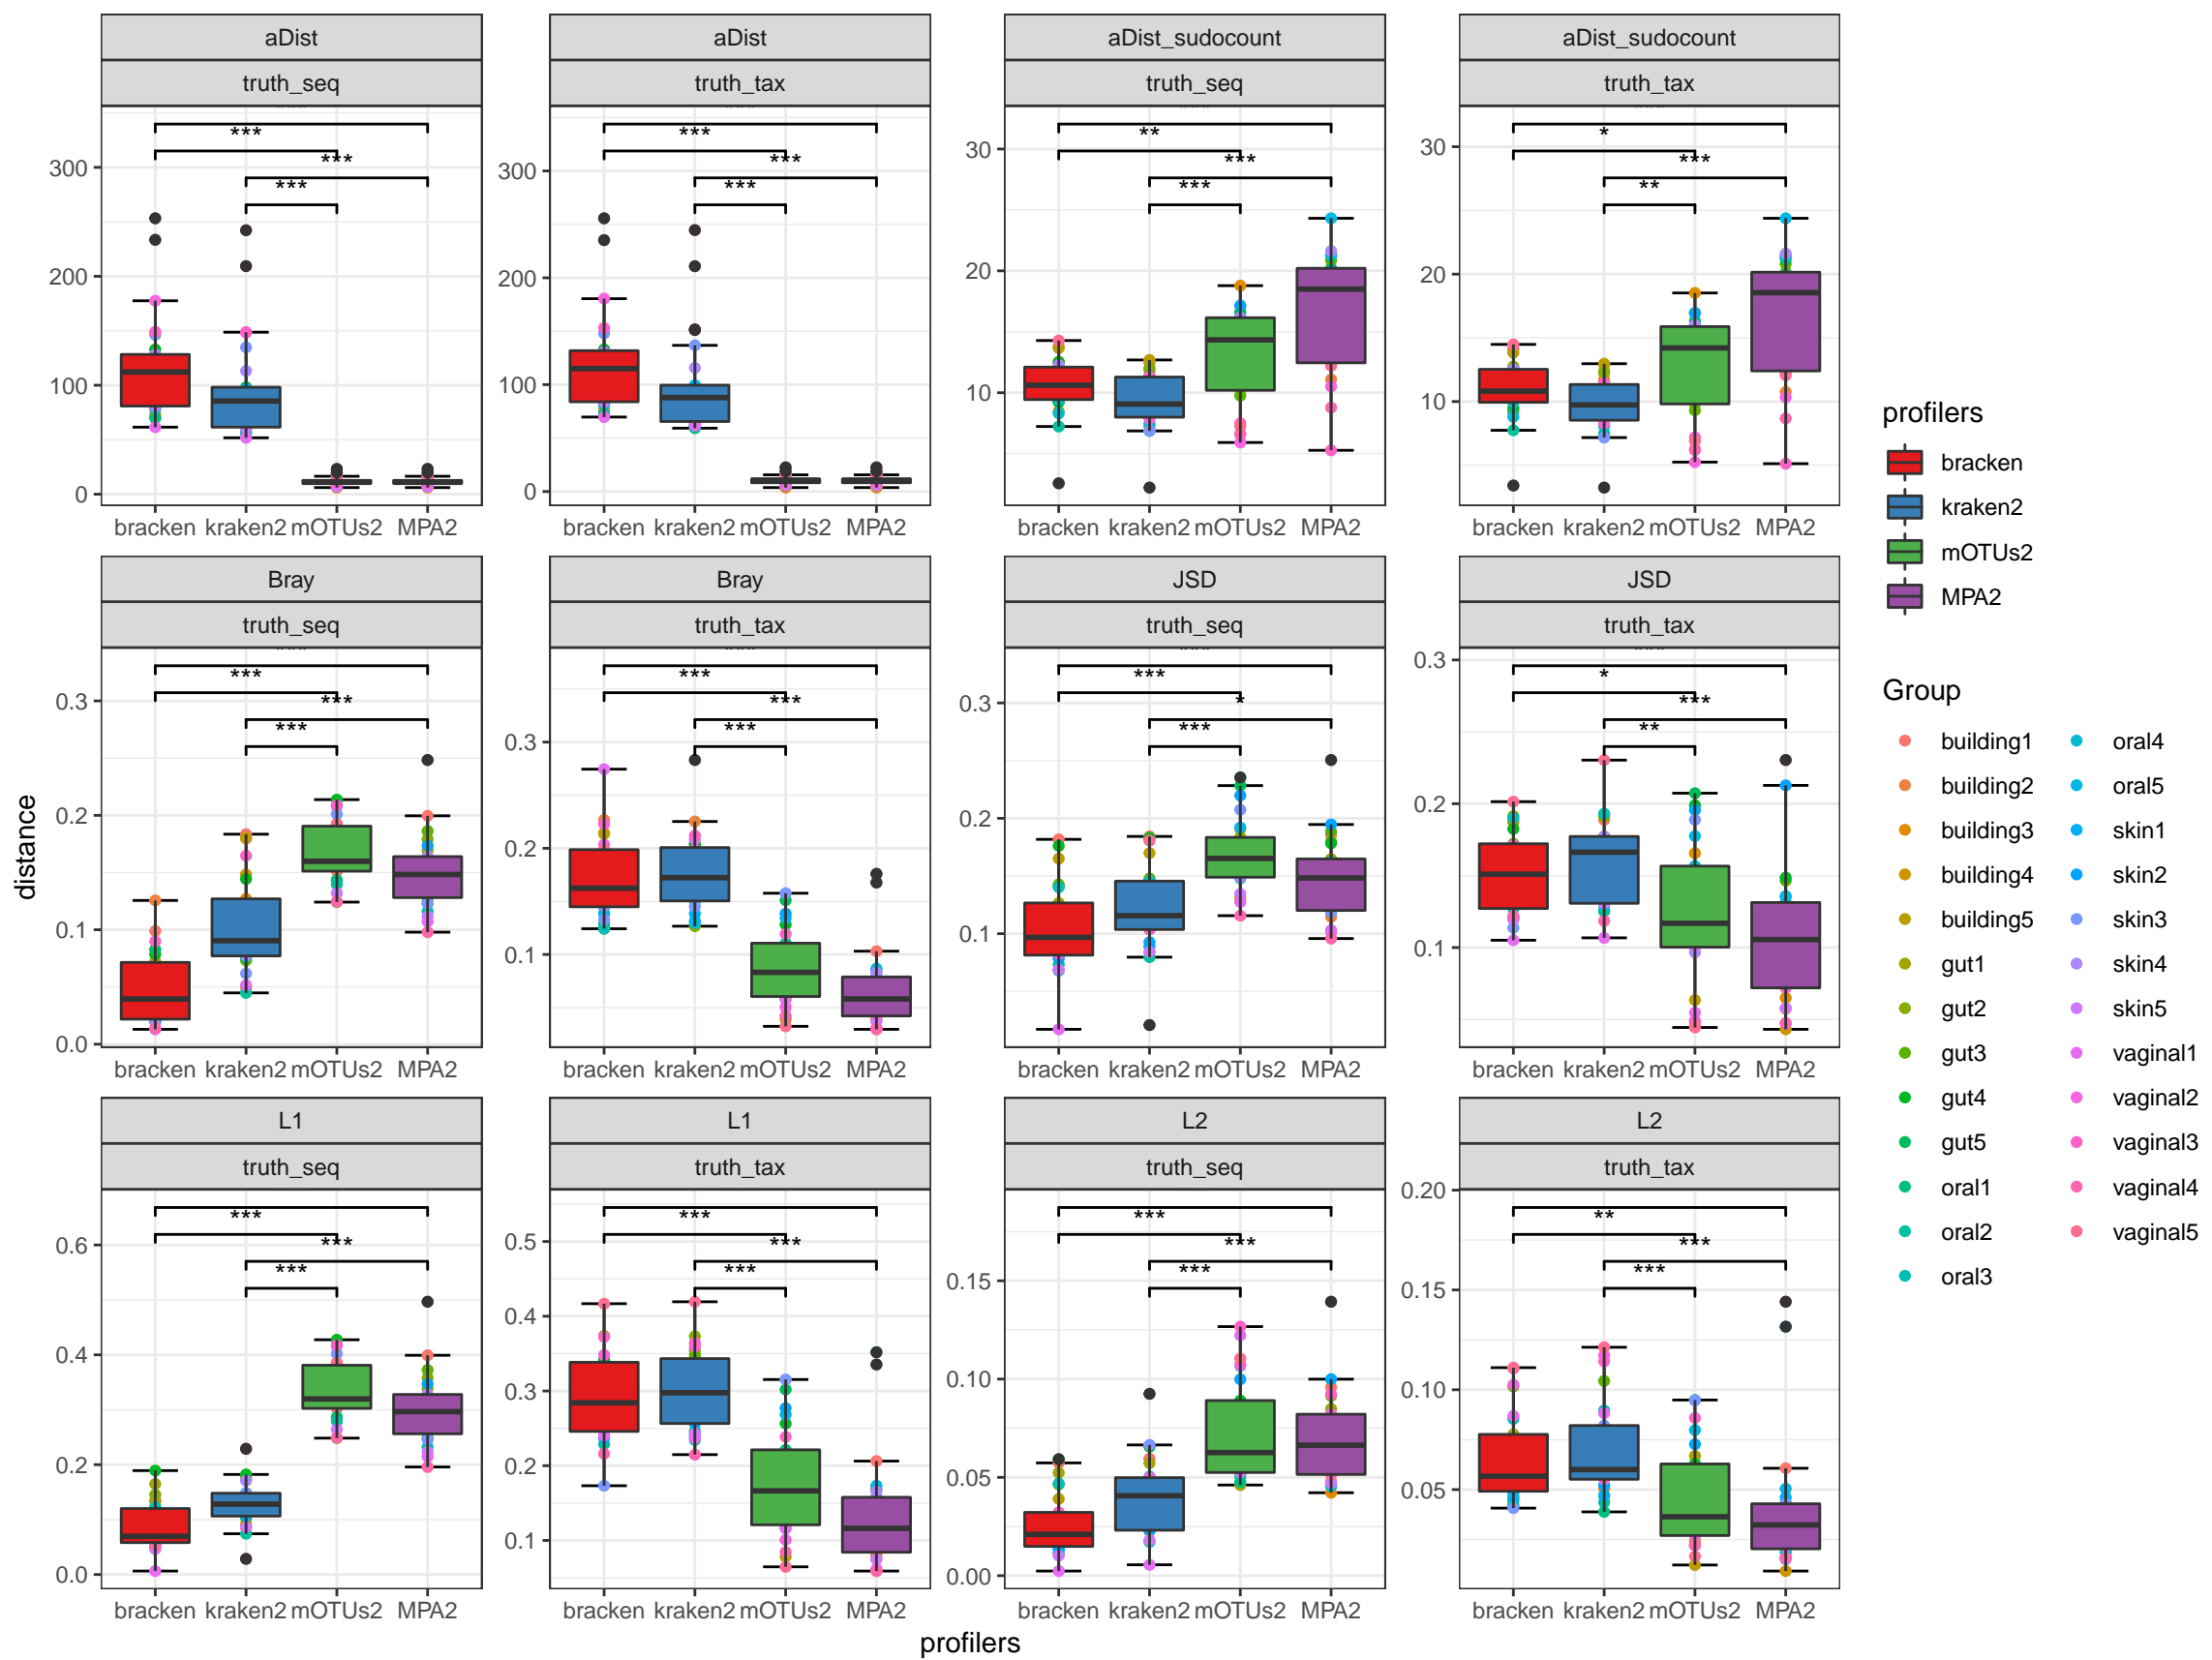 aDist aDist aDist_sudocount aDist_sudocount
truth_seq truth_tax truth_seq truth_tax
*** *** ** *
*** *** *** ***
*** *** *** **
300 300 30 30
200 200 20 20
100 100 10 10
0 0
bracken kraken2 mOTUs2 MPA2 bracken kraken2 mOTUs2 MPA2 bracken kraken2 mOTUs2 MPA2 bracken kraken2 mOTUs2 MPA2
Bray Bray JSD JSD
truth_seq truth_tax truth_seq truth_tax
*** *** *** *
*** *** * ***
*** *** *** **
0.3 0.3 0.3 0.3
0.2 0.2 0.2 0.2
0.1 0.1 0.1 0.1
0.0
bracken kraken2 mOTUs2 MPA2 bracken kraken2 mOTUs2 MPA2 bracken kraken2 mOTUs2 MPA2 bracken kraken2 mOTUs2 MPA2
L1 L1 L2 L2
truth_seq truth_tax truth_seq truth_tax
*** *** *** **
*** *** *** ***
*** *** *** ***
0.6 0.5 0.15 0.20
0.4 0.4 0.10 0.15
0.2 0.3 0.05 0.10
0.0 0.2 0.00 0.05
0.1
bracken kraken2 mOTUs2 MPA2 bracken kraken2 mOTUs2 MPA2 bracken kraken2 mOTUs2 MPA2 bracken kraken2 mOTUs2 MPA2
distance
profilers
profilers
bracken
kraken2
mOTUs2
MPA2
Group
building1
building2
building3
building4
building5
gut1
gut2
gut3
gut4
gut5
oral1
oral2
oral3
oral4
oral5
skin1
skin2
skin3
skin4
skin5
vaginal1
vaginal2
vaginal3
vaginal4
vaginal5